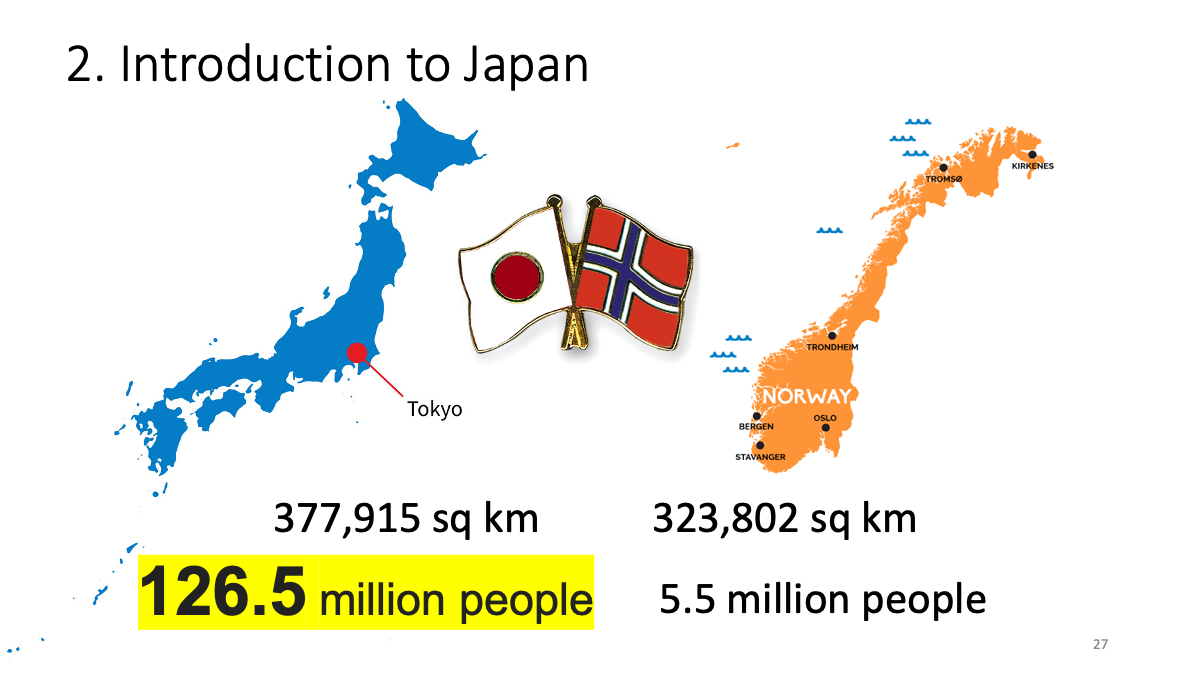 2. Introduction to Japan
KIRKENES
TROMSØ
TRONDHEIM
NORWAY
Tokyo
OSLO
BERGEN
STAVANGER
377,915 sq km
323,802 sq km
126.5 million people
5.5 million people
27